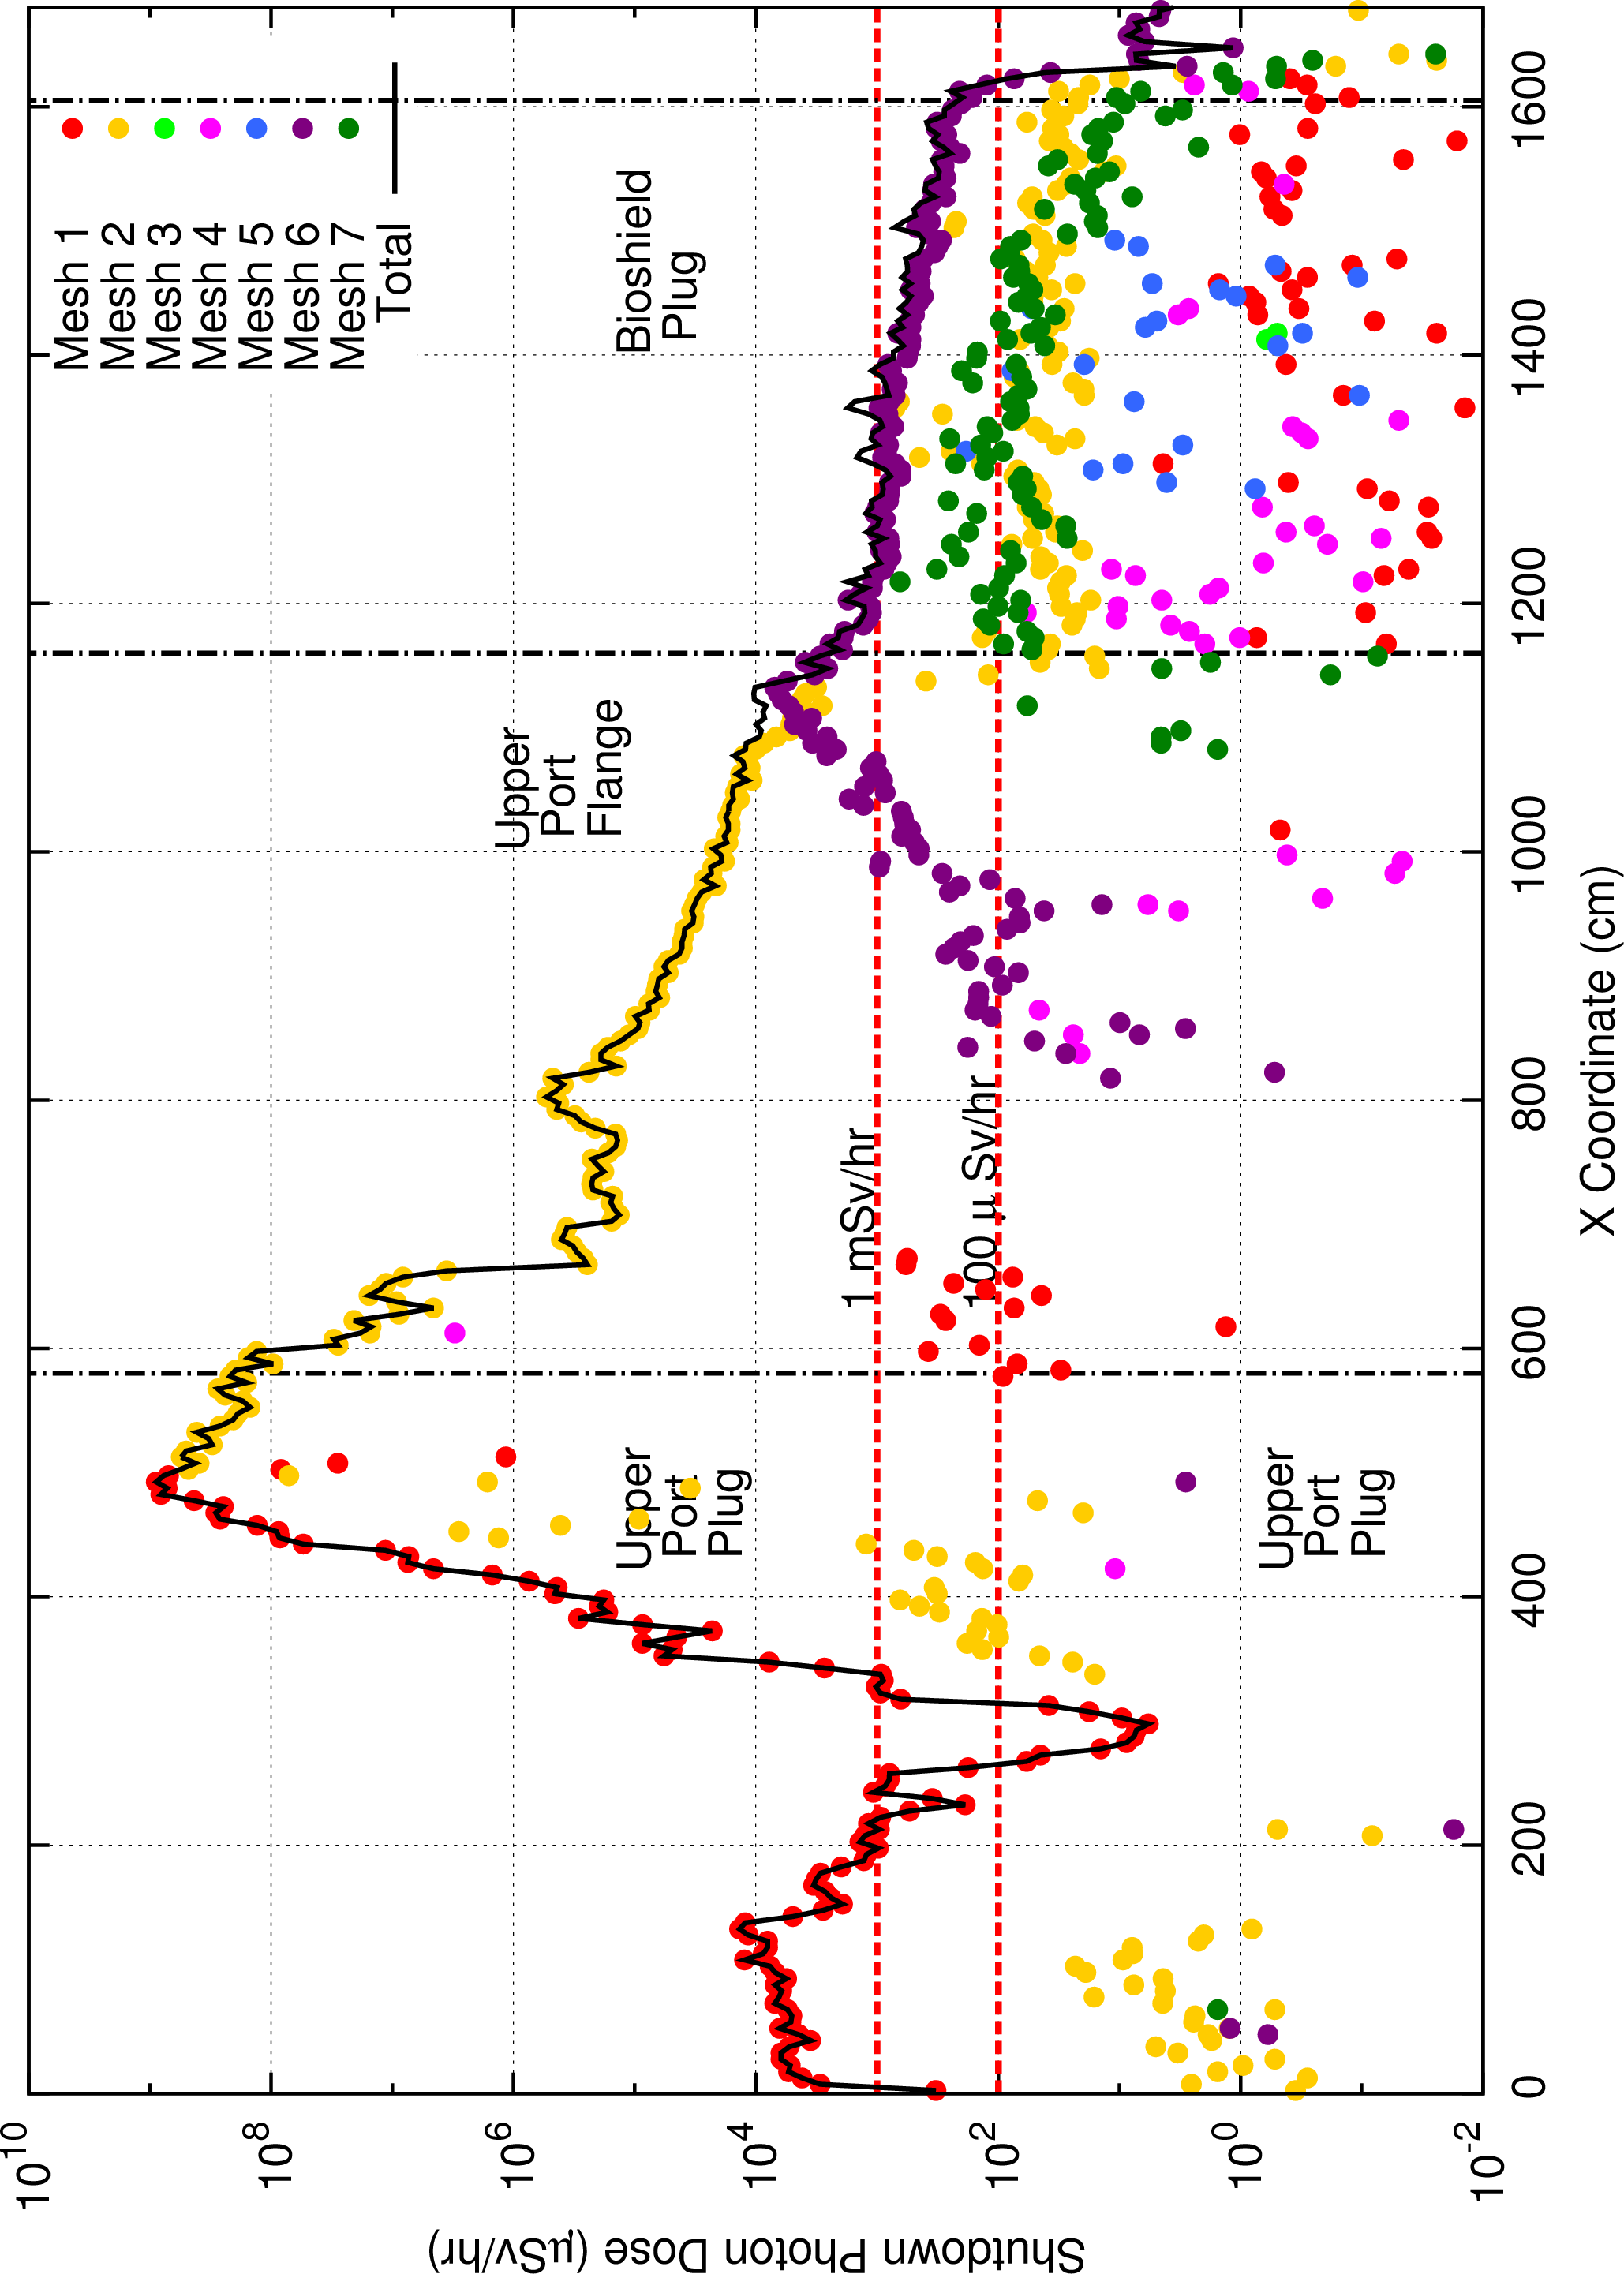 Mesh 1
Mesh 2
Mesh 3
Mesh 4
Mesh 5
Mesh 6
Mesh 7
Total
Bioshield
Plug
Upper
Port
Flange
1 mSv/hr
100 μ Sv/hr
Upper
Port
Plug
Upper
Port
Plug
10^10
10^8
10^6
10^4
10^2
10^0
10^-2
0
200
400
600
800
1000
1200
1400
1600
X Coordinate (cm)
Shutdown Photon Dose (μSv/hr)